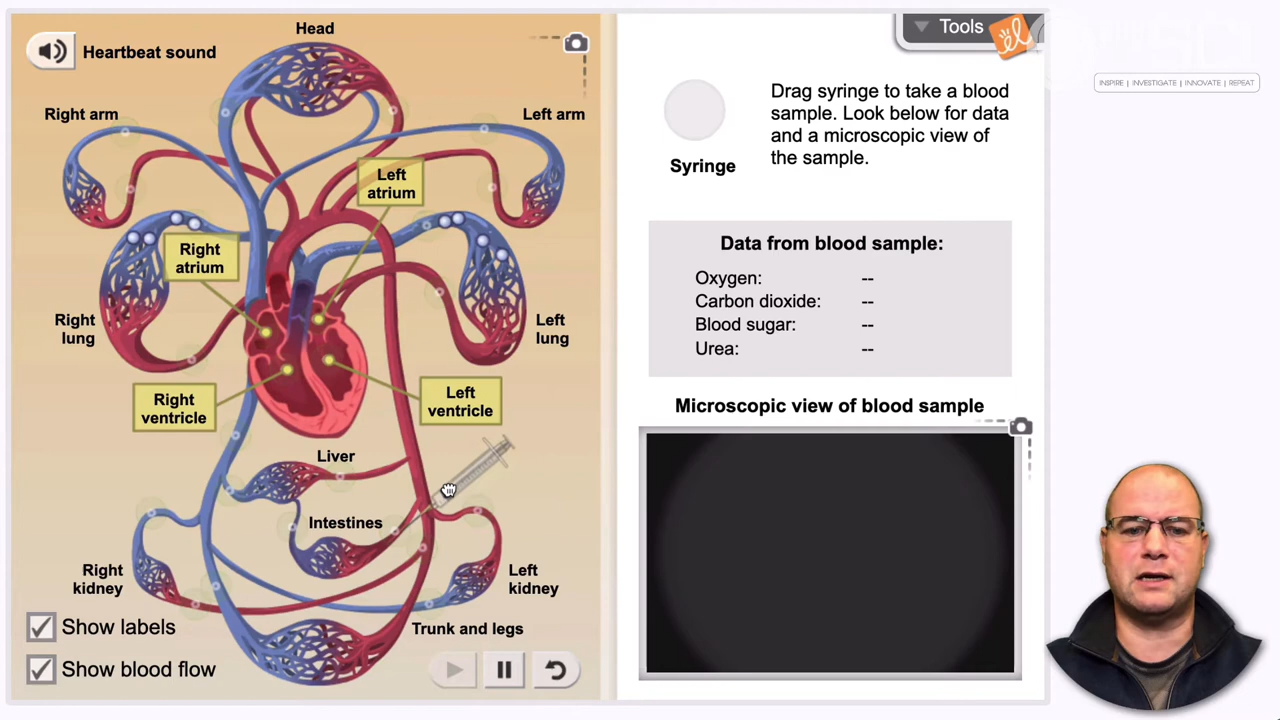 Head
Heartbeat sound
Right arm
Left arm
Left
atrium
Right
atrium
Right
lung
Left
lung
Right
ventricle
Left
ventricle
Liver
Intestines
Right
kidney
Left
kidney
Trunk and legs
Show labels
Show blood flow
Tools
Syringe
Drag syringe to take a blood
sample. Look below for data
and a microscopic view of
the sample.
Data from blood sample:
Oxygen: --
Carbon dioxide: --
Blood sugar: --
Urea: --
Microscopic view of blood sample
INSPIRE | INVESTIGATE | INNOVATE | REPEAT